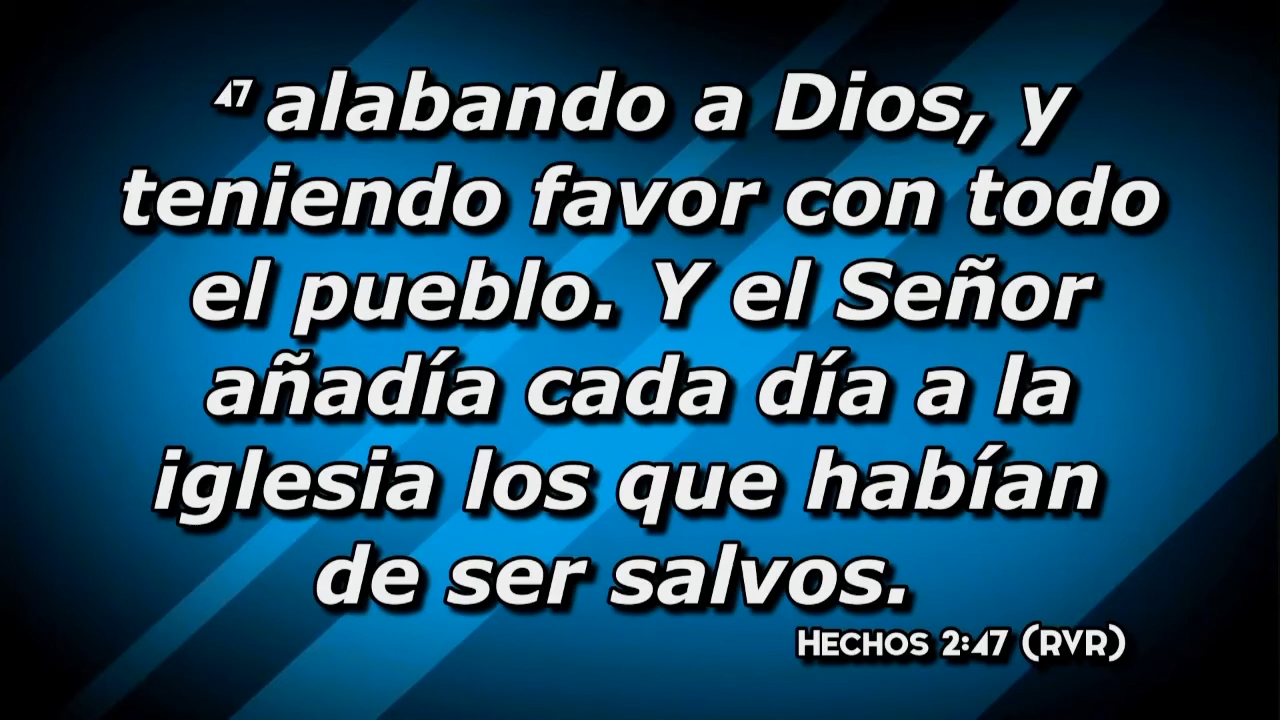 47 alabando a Dios, y
teniendo favor con todo
el pueblo. Y el Señor
añadía cada día a la
iglesia los que habían
de ser salvos.
Hechos 2:47 (RVR)